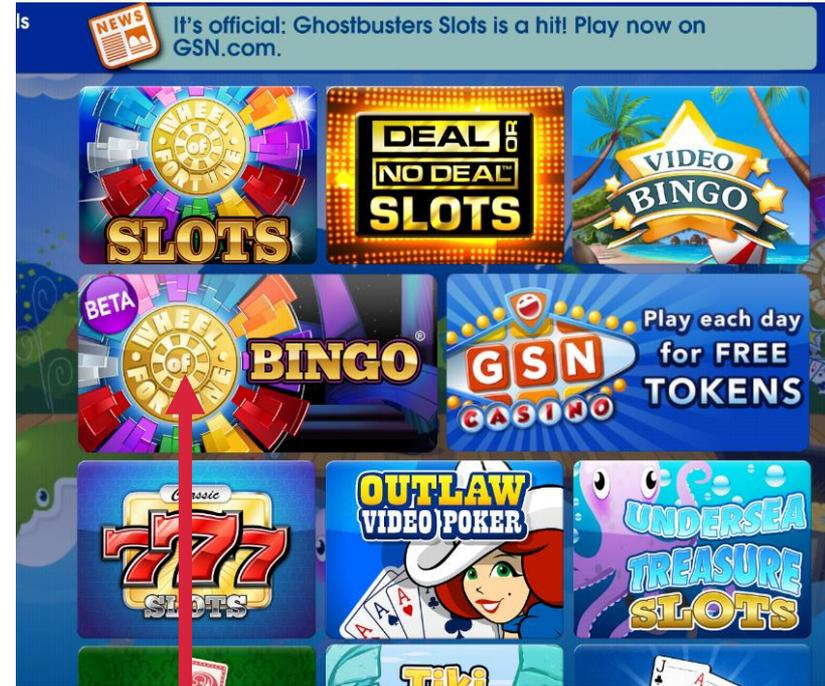 ls
NEWS
It's official: Ghostbusters Slots is a hit! Play now on
GSN.com.
WHEEL
OF
FORTUNE
SLOTS
DEAL OR
NO DEAL™
SLOTS
VIDEO
BINGO
BETA
WHEEL
OF
FORTUNE
BINGO®
GSN
CASINO
Play each day
for FREE
TOKENS
Classic
777
SLOTS
OUTLAW
VIDEO POKER
A
A
A
A
UNDERSEA
TREASURE
SLOTS
Tiki
J
A